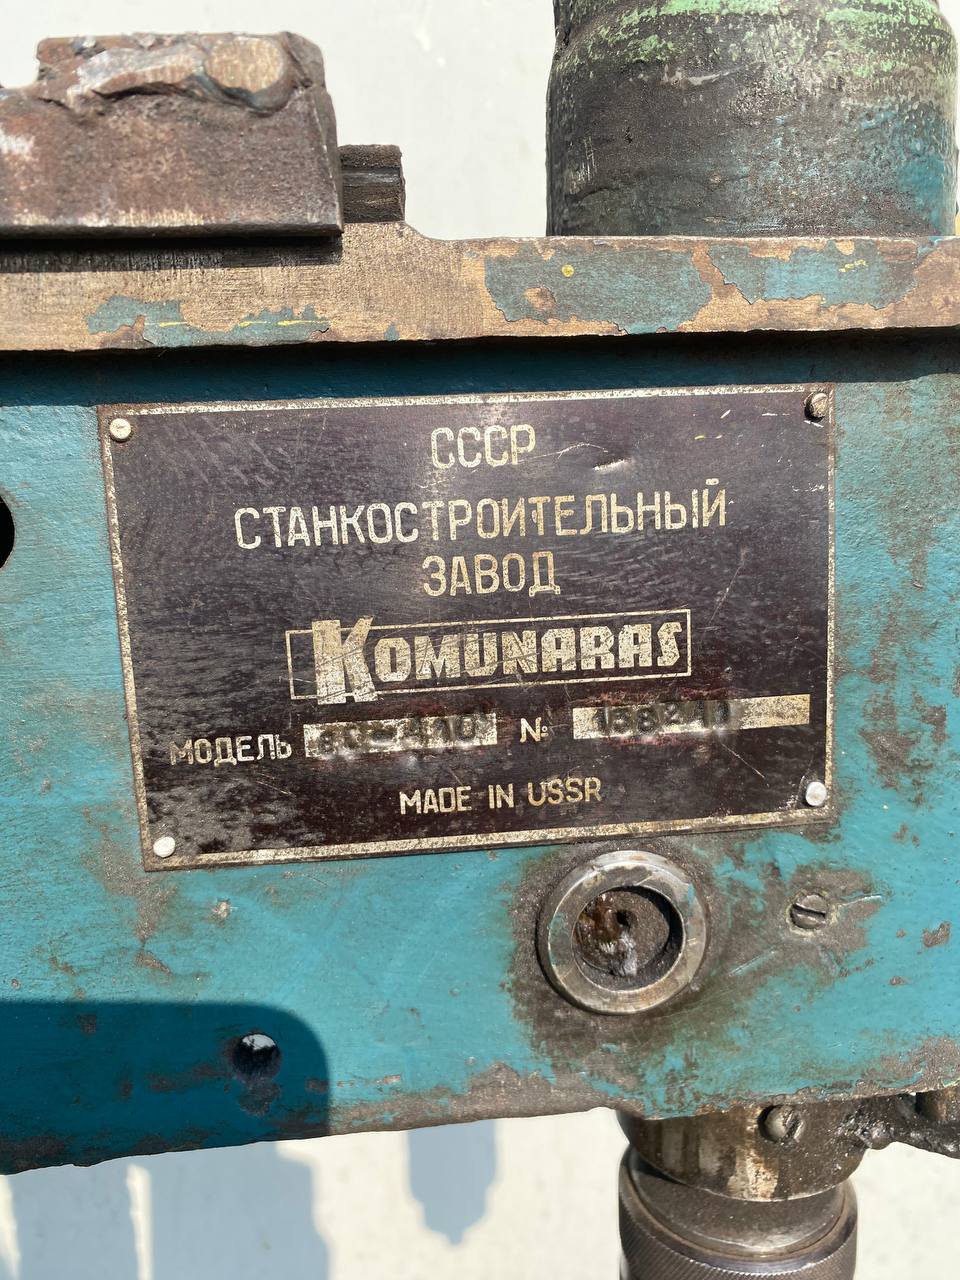 СССР
СТАНКОСТРОИТЕЛЬНЫЙ
ЗАВОД
KOMUNARAS
МОДЕЛЬ №
MADE IN USSR